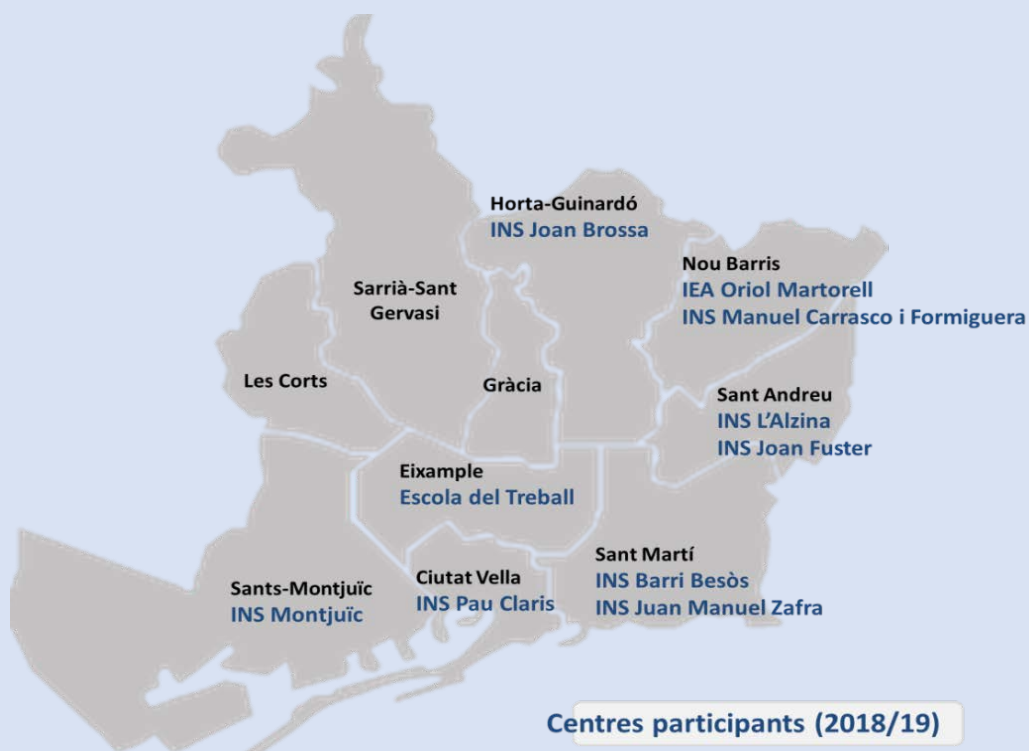 Horta-Guinardó
INS Joan Brossa
Nou Barris
IEA Oriol Martorell
INS Manuel Carrasco i Formiguera
Sarrià-Sant
Gervasi
Les Corts
Gràcia
Sant Andreu
INS L'Alzina
INS Joan Fuster
Eixample
Escola del Treball
Sant Martí
INS Barri Besòs
INS Juan Manuel Zafra
Ciutat Vella
INS Pau Claris
Sants-Montjuïc
INS Montjuïc
Centres participants (2018/19)